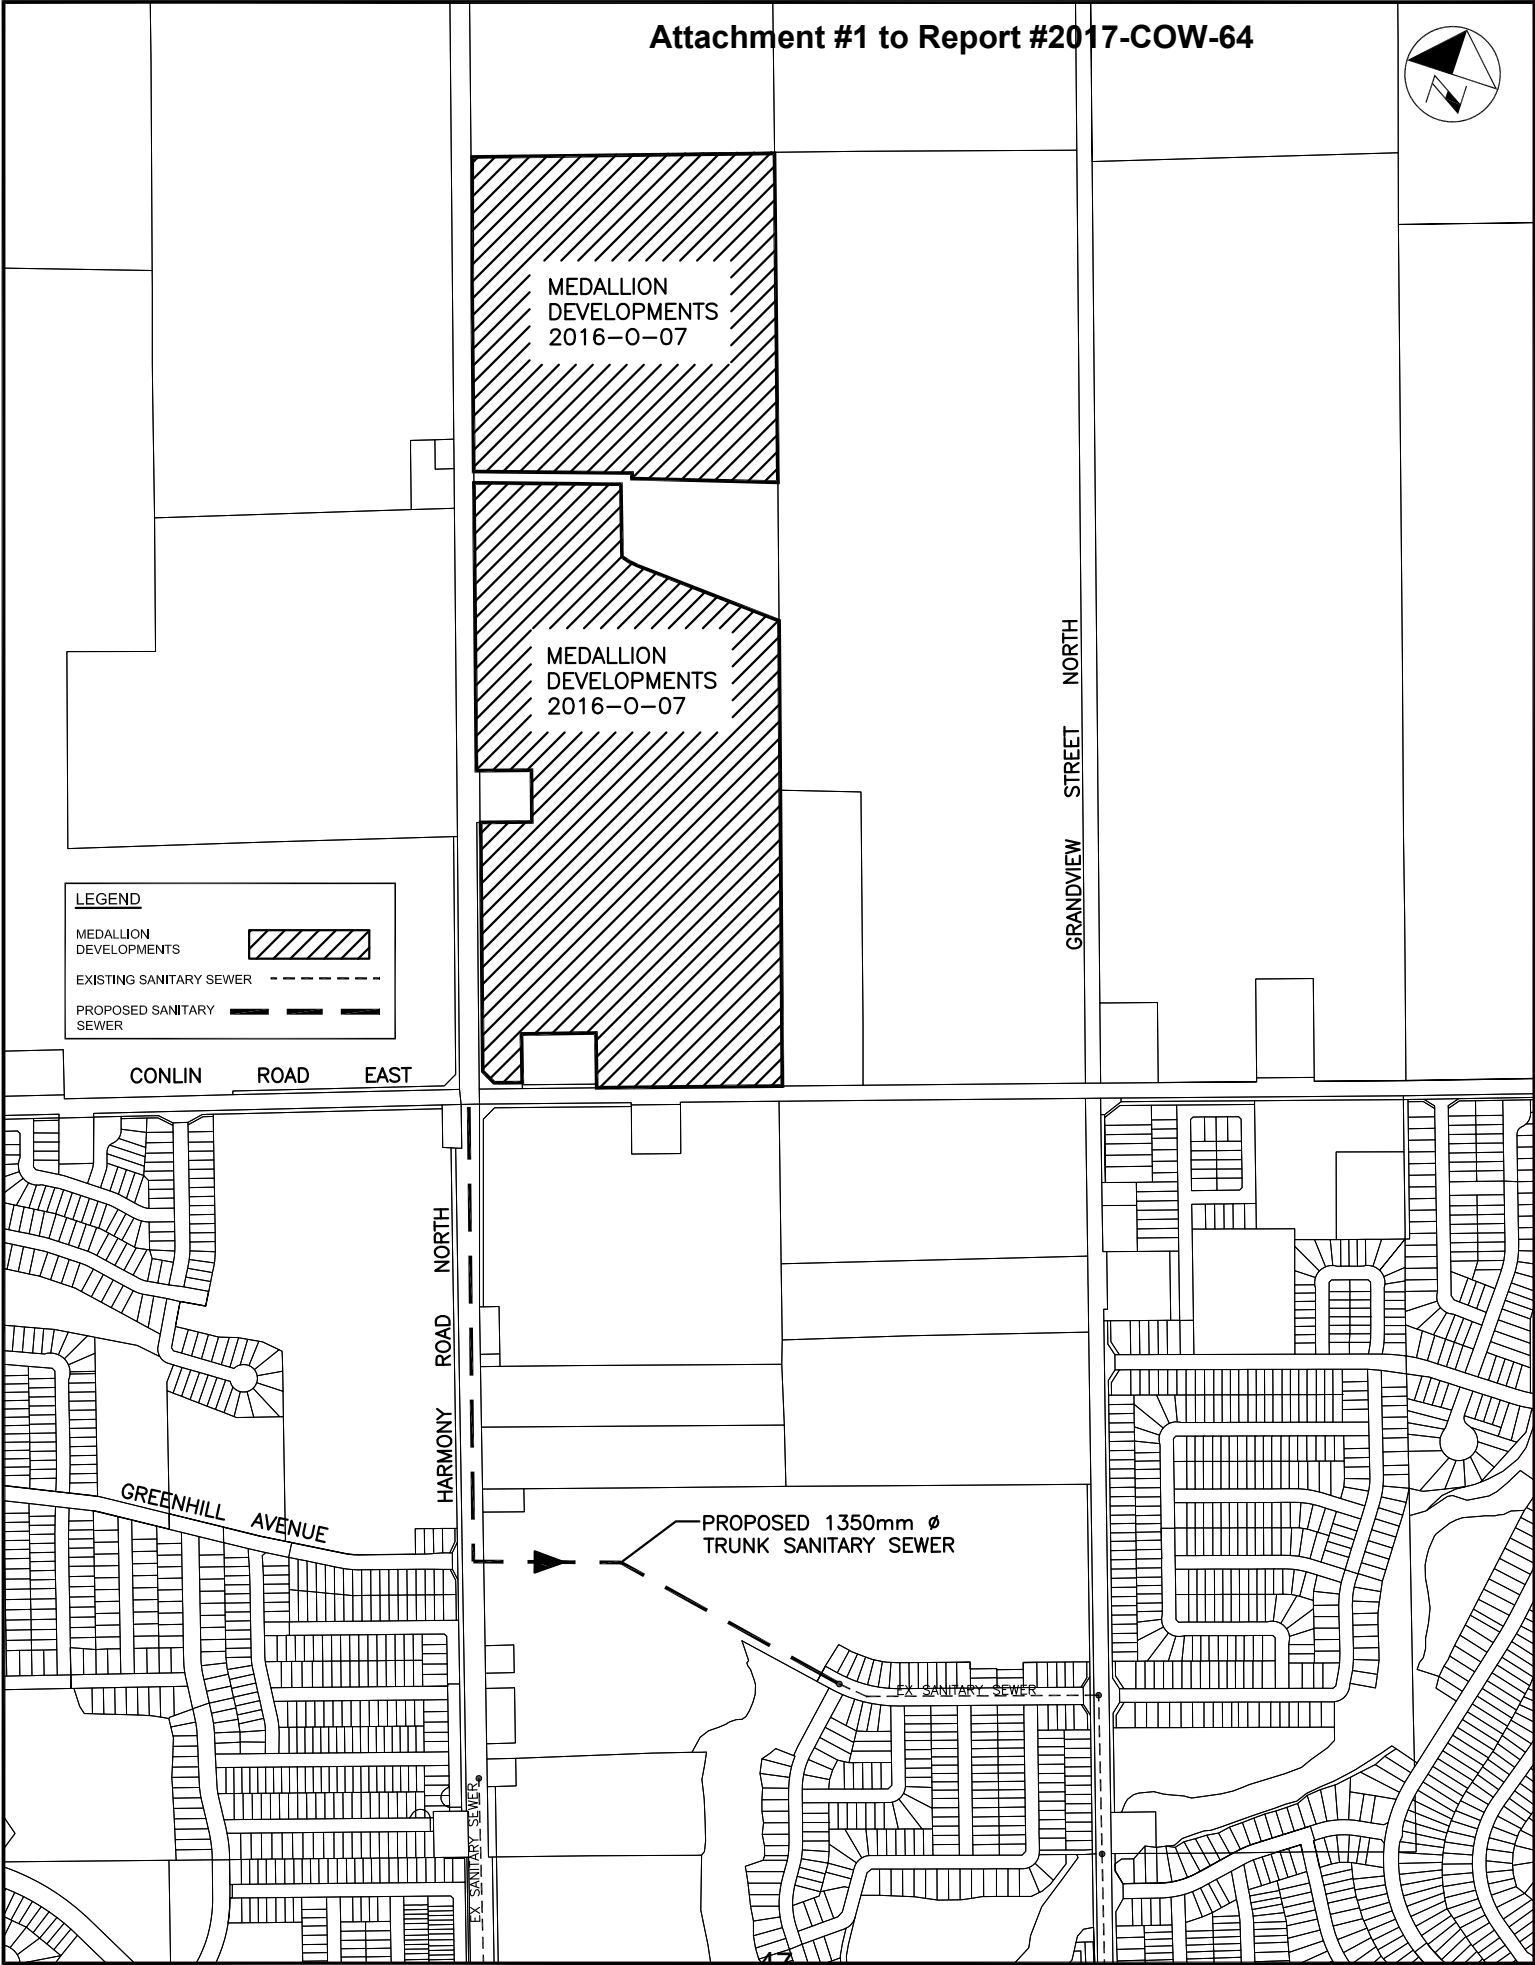 Attachment #1 to Report #2017-COW-64
N
MEDALLION
DEVELOPMENTS
2016-O-07
MEDALLION
DEVELOPMENTS
2016-O-07
GRANDVIEW STREET NORTH
LEGEND
MEDALLION
DEVELOPMENTS
EXISTING SANITARY SEWER
PROPOSED SANITARY
SEWER
CONLIN ROAD EAST
HARMONY ROAD NORTH
GREENHILL AVENUE
PROPOSED 1350mm ø
TRUNK SANITARY SEWER
EX SANITARY SEWER
EX SANITARY SEWER